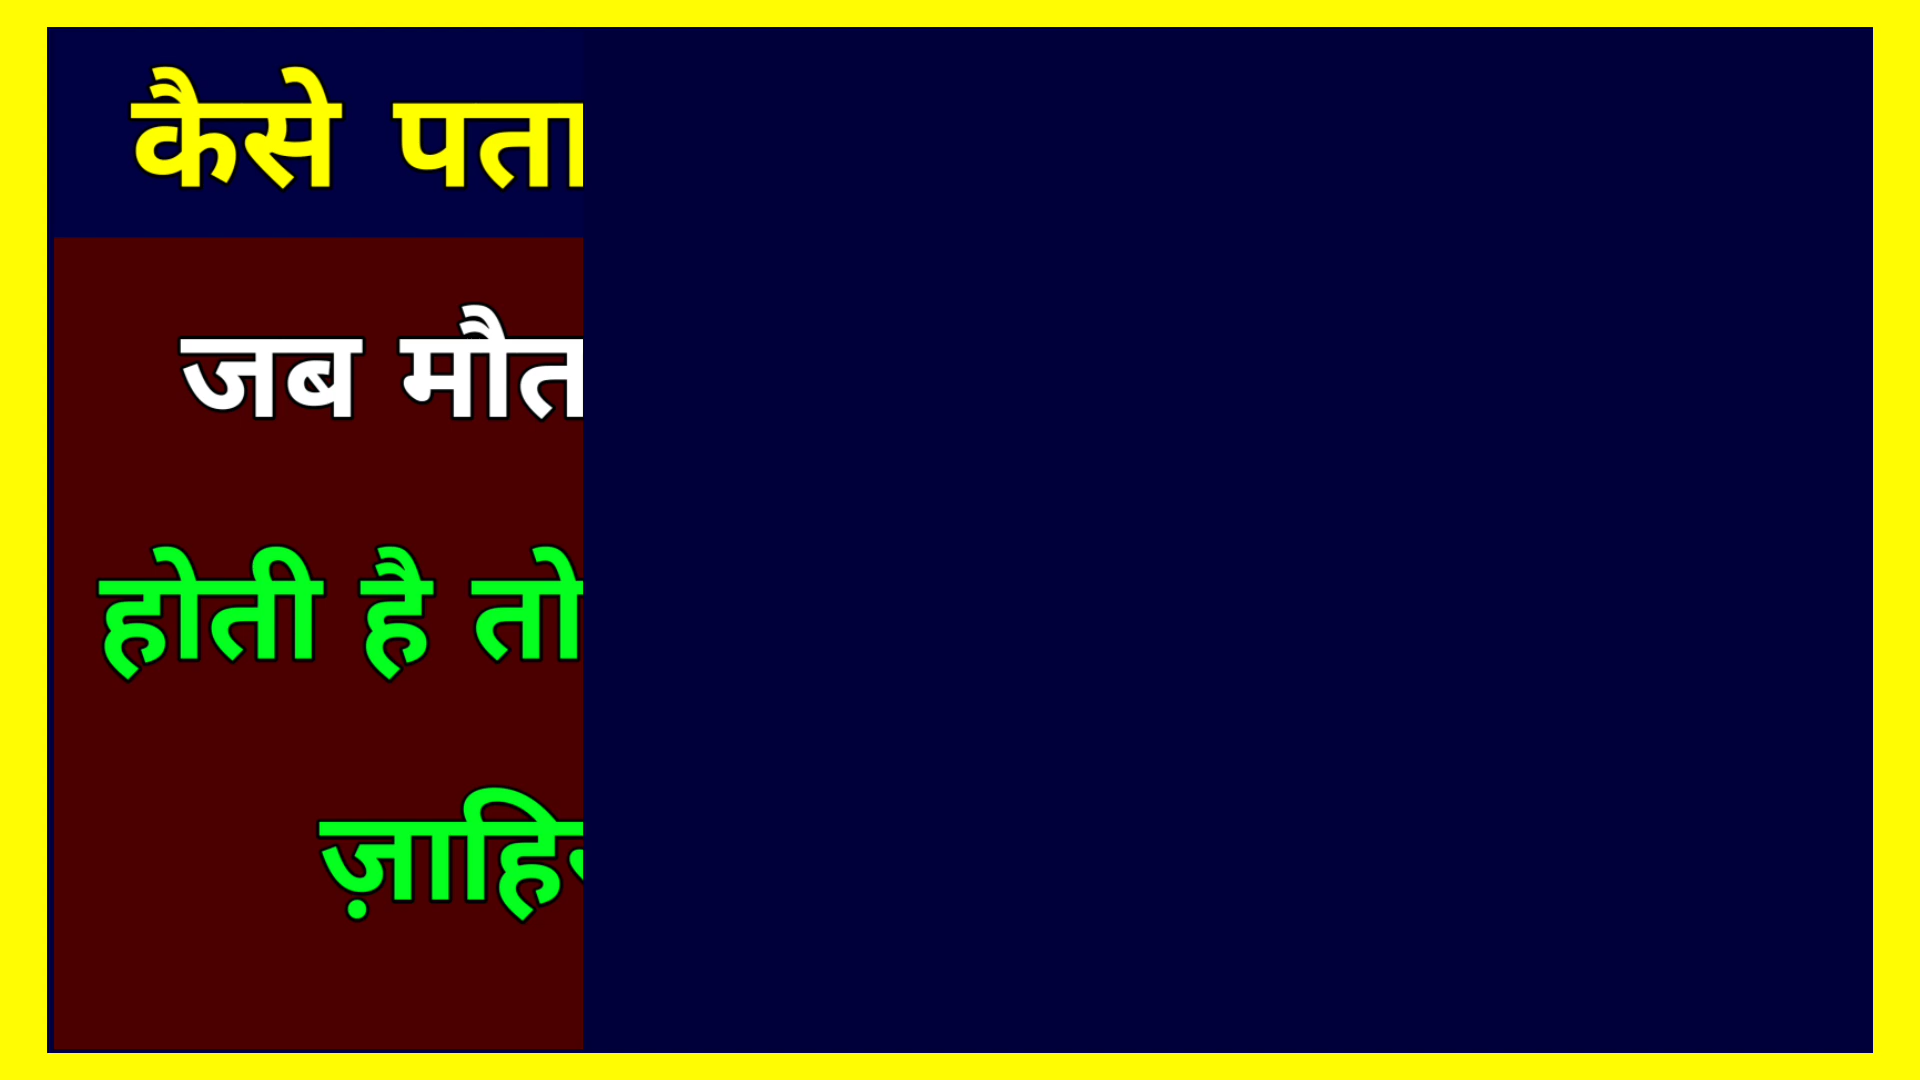 कैसे पता
जब मौत
होती है तो